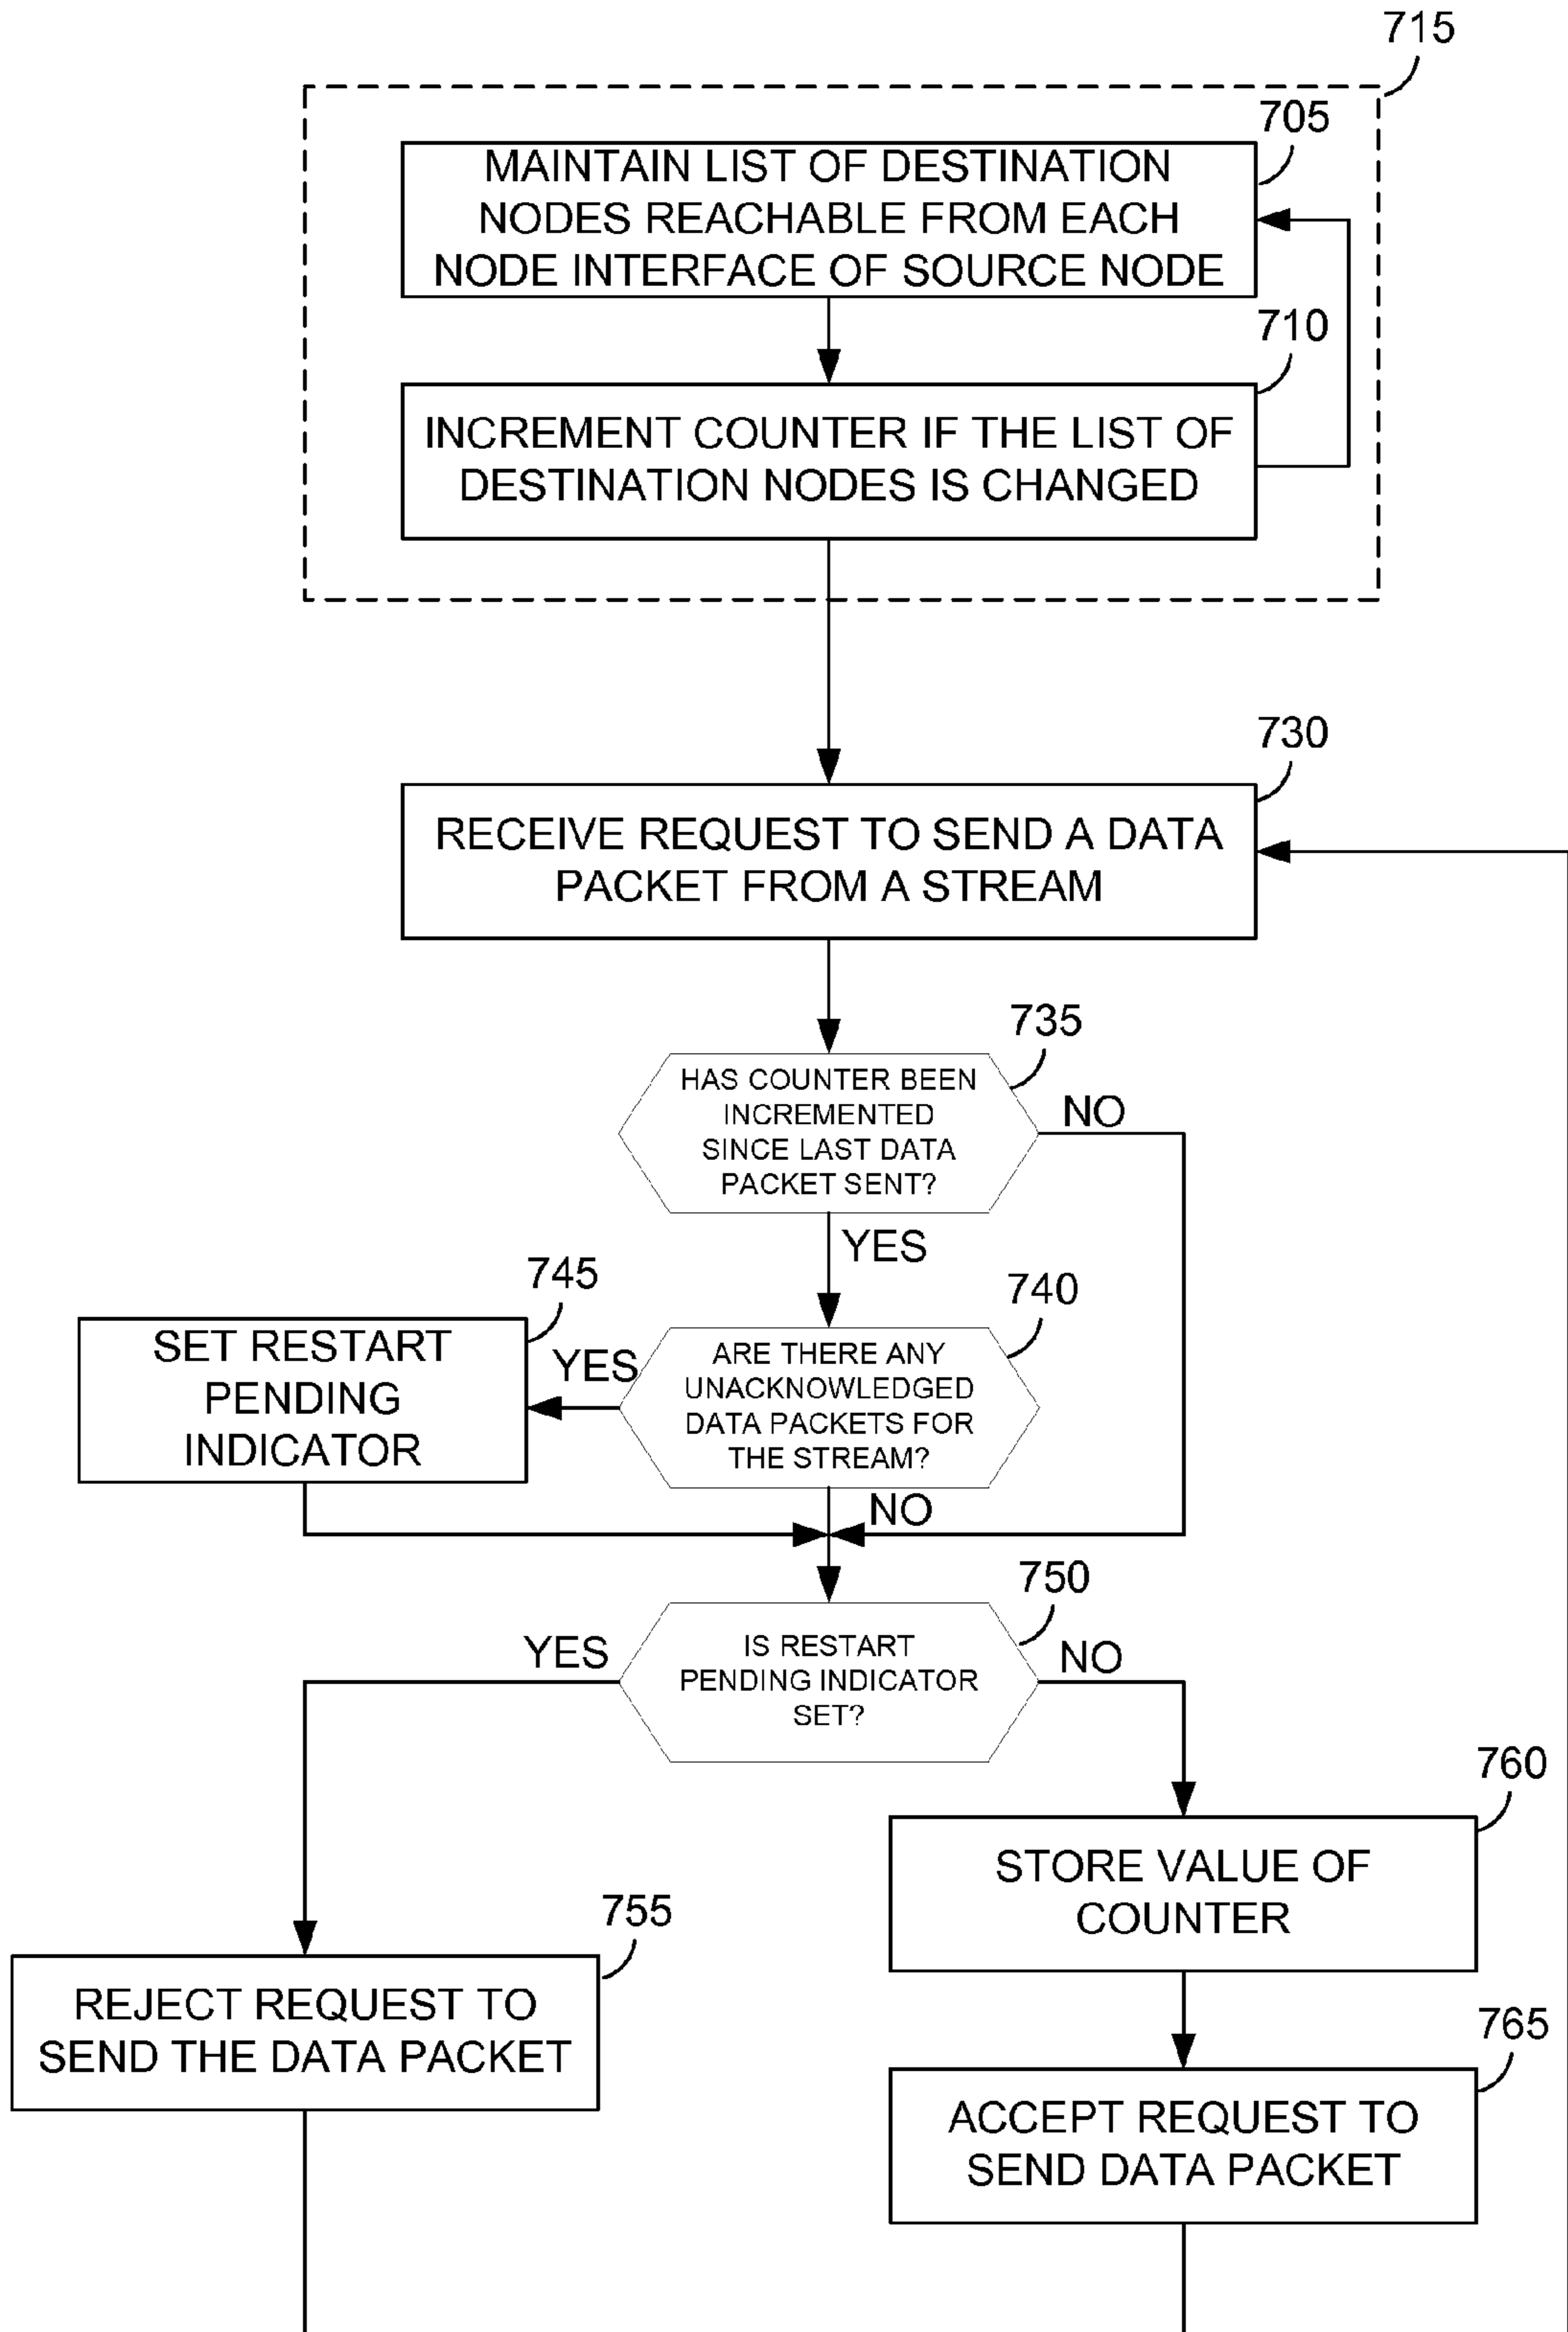 715
705
MAINTAIN LIST OF DESTINATION
NODES REACHABLE FROM EACH
NODE INTERFACE OF SOURCE NODE
710
INCREMENT COUNTER IF THE LIST OF
DESTINATION NODES IS CHANGED
730
RECEIVE REQUEST TO SEND A DATA
PACKET FROM A STREAM
735
HAS COUNTER BEEN
INCREMENTED
SINCE LAST DATA
PACKET SENT?
NO
YES
745
740
SET RESTART
PENDING
INDICATOR
YES
ARE THERE ANY
UNACKNOWLEDGED
DATA PACKETS FOR
THE STREAM?
NO
750
YES
IS RESTART
PENDING INDICATOR
SET?
NO
760
STORE VALUE OF
COUNTER
755
REJECT REQUEST TO
SEND THE DATA PACKET
765
ACCEPT REQUEST TO
SEND DATA PACKET